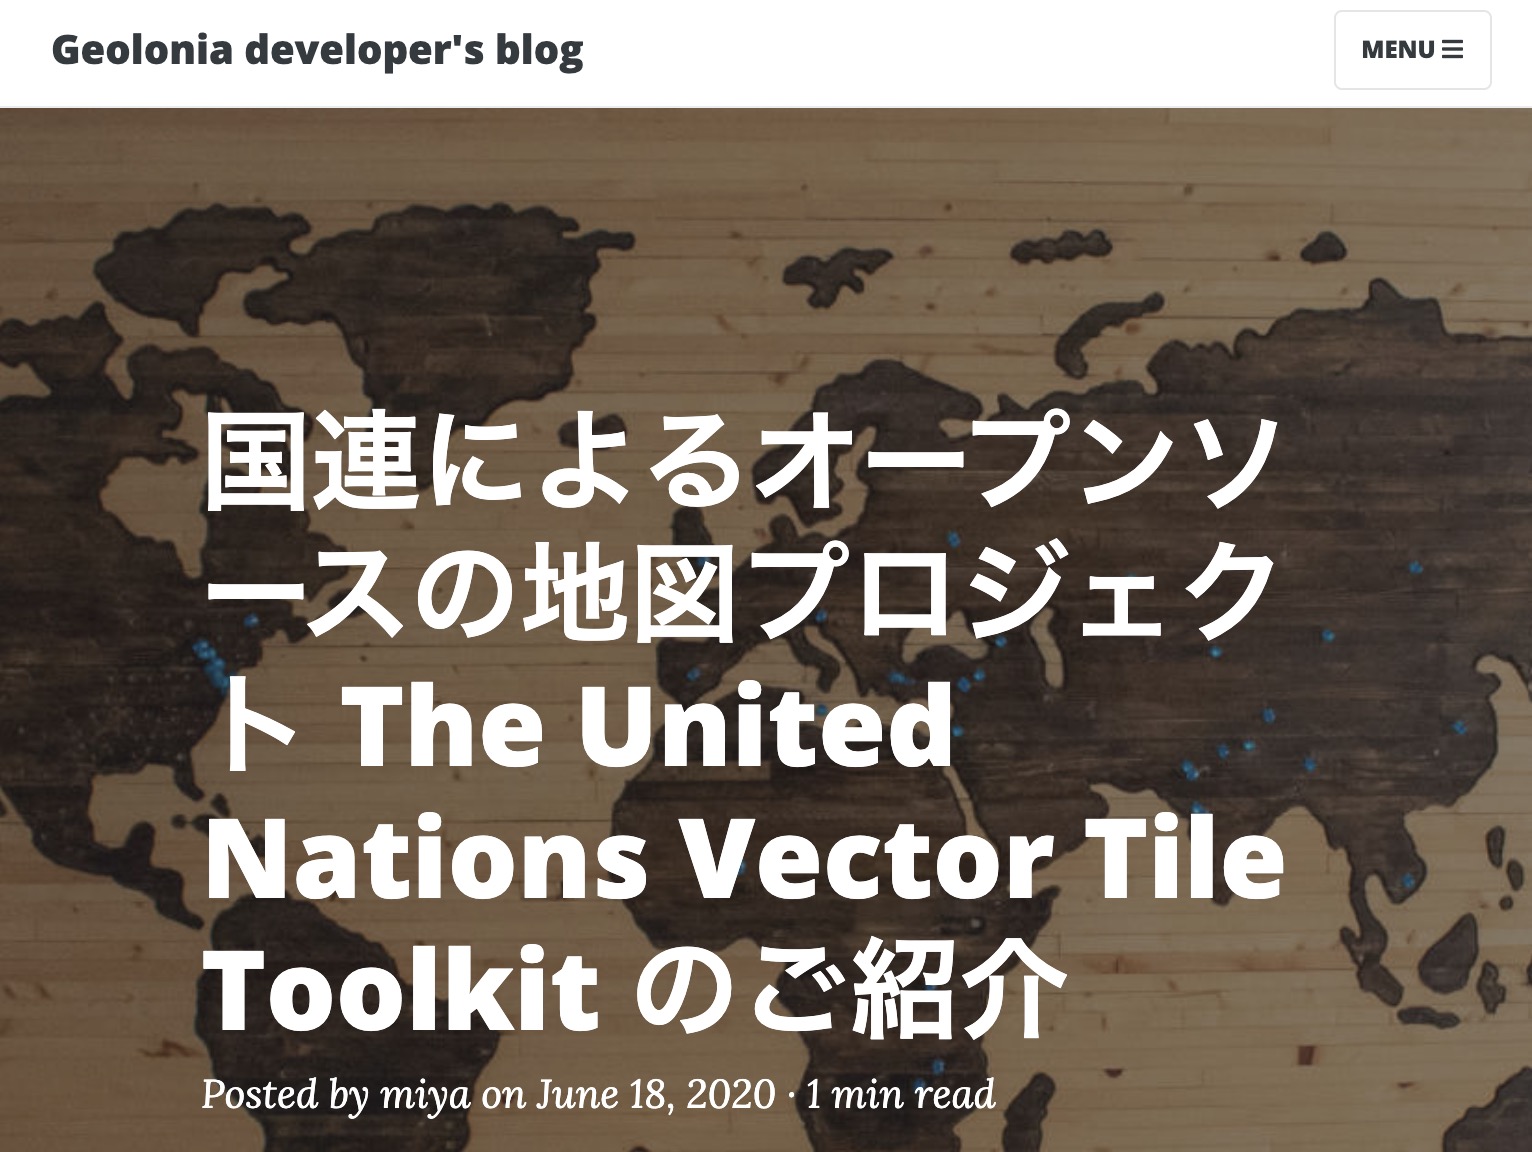 Geolonia developer's blog
MENU
国連によるオープンソ
ースの地図プロジェク
ト The United
Nations Vector Tile
Toolkit のご紹介
Posted by miya on June 18, 2020 · 1 min read